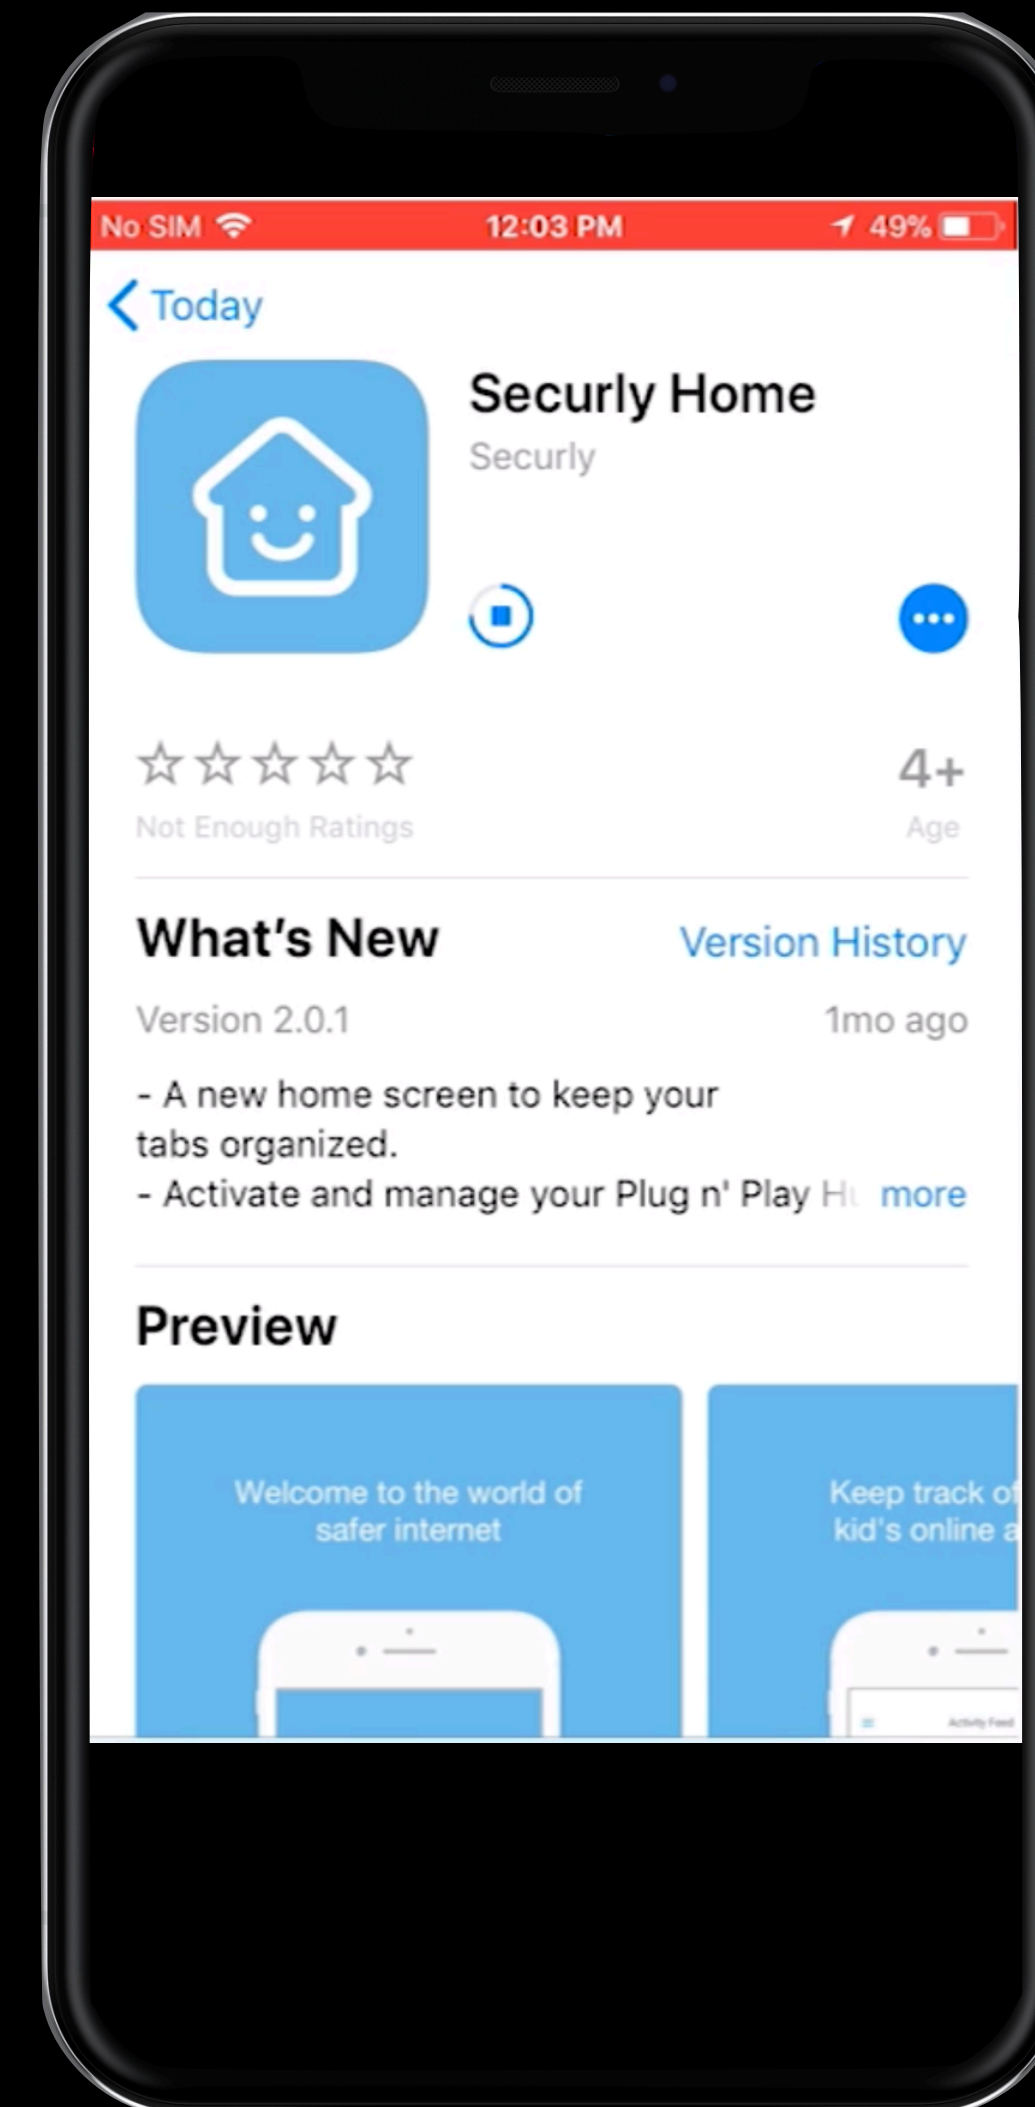 No SIM 12:03 PM 49%
Today
Securly Home
Securly
4+
Not Enough Ratings Age
What's New Version History
Version 2.0.1 1mo ago
- A new home screen to keep your
tabs organized.
- Activate and manage your Plug n' Play more
Preview
Welcome to the world of
safer internet
Keep track of
kid's online
Activity Feed